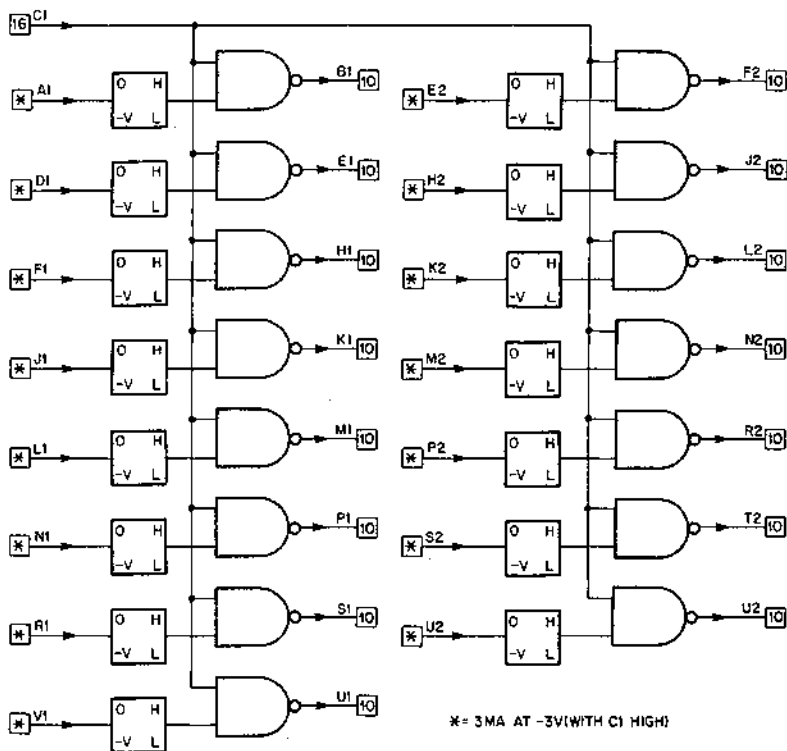 16 C1
* A1 O H -V L B1 10
* E2 O H -V L F2 10
* D1 O H -V L E1 10
* H2 O H -V L J2 10
* F1 O H -V L H1 10
* K2 O H -V L L2 10
* J1 O H -V L K1 10
* M2 O H -V L N2 10
* L1 O H -V L M1 10
* P2 O H -V L R2 10
* N1 O H -V L P1 10
* S2 O H -V L T2 10
* R1 O H -V L S1 10
* U2 O H -V L U2 10
* V1 O H -V L U1 10
*= 3MA AT -3V(WITH C1 HIGH)